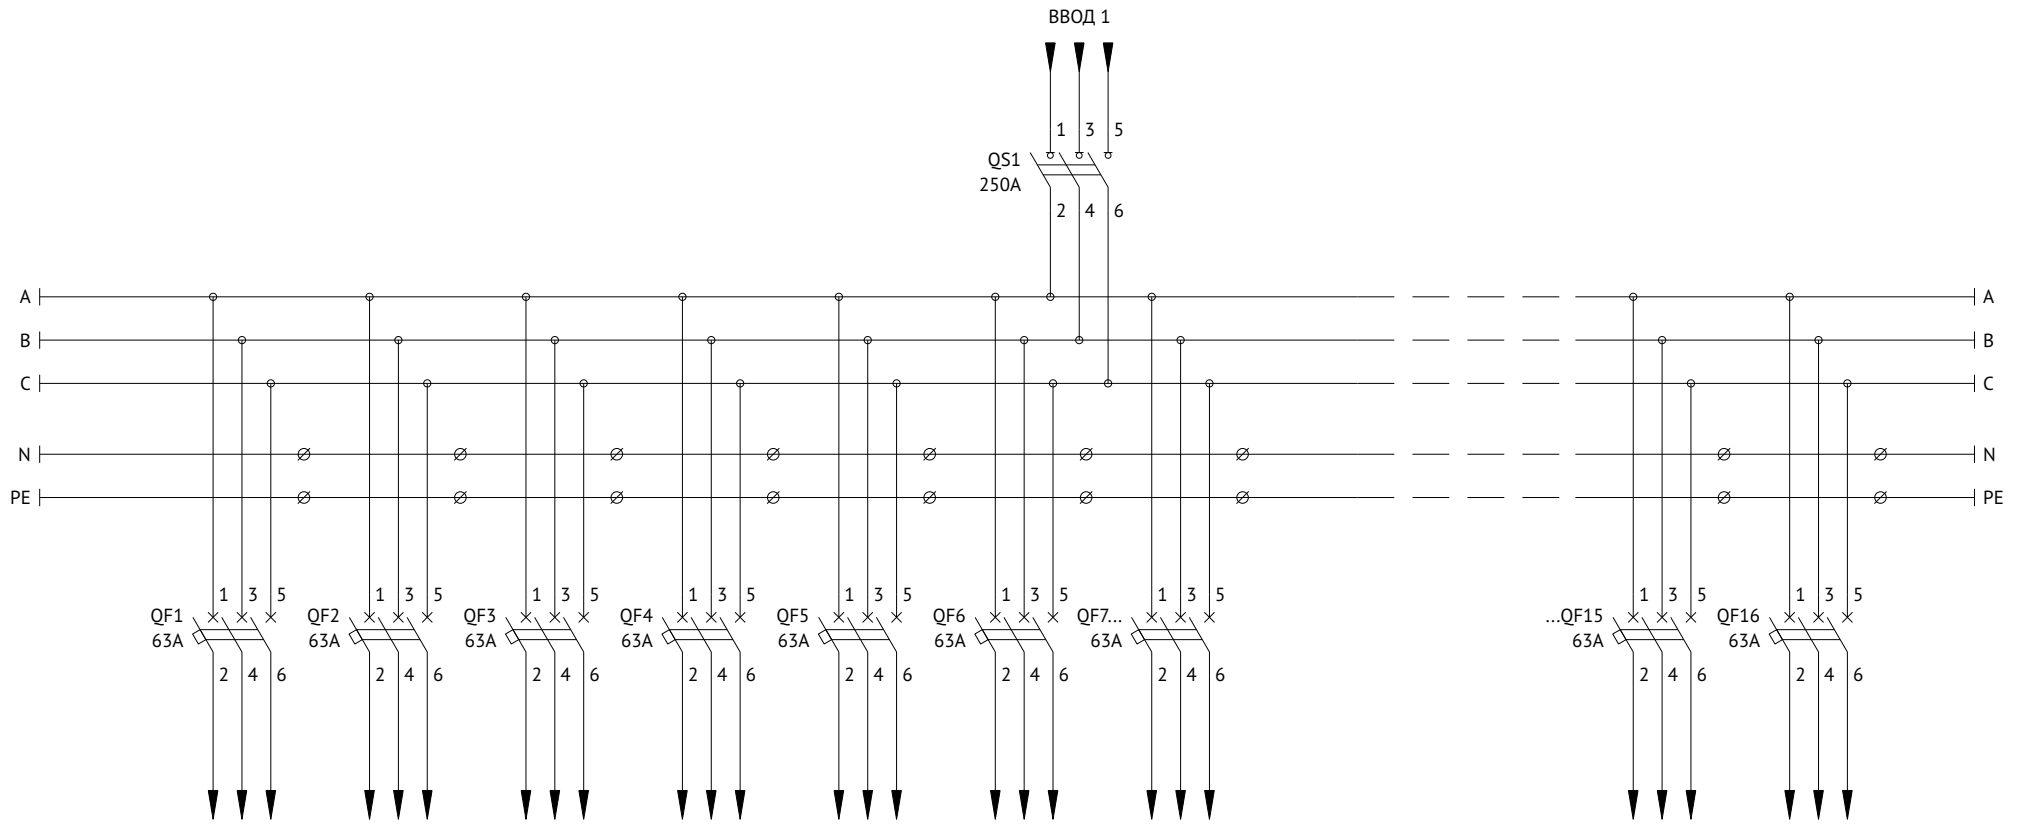 ВВОД 1
1 3 5
QS1
250A
2 4 6
A A
B B
C C
N N
PE PE
1 3 5 1 3 5 1 3 5 1 3 5 1 3 5 1 3 5 1 3 5 1 3 5 1 3 5
QF1 QF2 QF3 QF4 QF5 QF6 QF7... ...QF15 QF16
63A 63A 63A 63A 63A 63A 63A 63A 63A
2 4 6 2 4 6 2 4 6 2 4 6 2 4 6 2 4 6 2 4 6 2 4 6 2 4 6